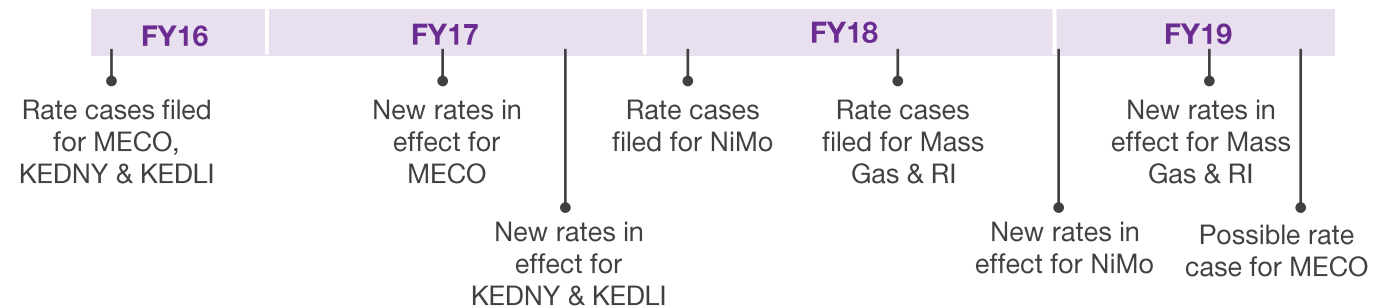 FY16
FY17
FY18
FY19
Rate cases filed
for MECO,
KEDNY & KEDLI
New rates in
effect for
MECO
New rates in
effect for
KEDNY & KEDLI
Rate cases
filed for NiMo
Rate cases
filed for Mass
Gas & RI
New rates in
effect for NiMo
New rates in
effect for Mass
Gas & RI
Possible rate
case for MECO